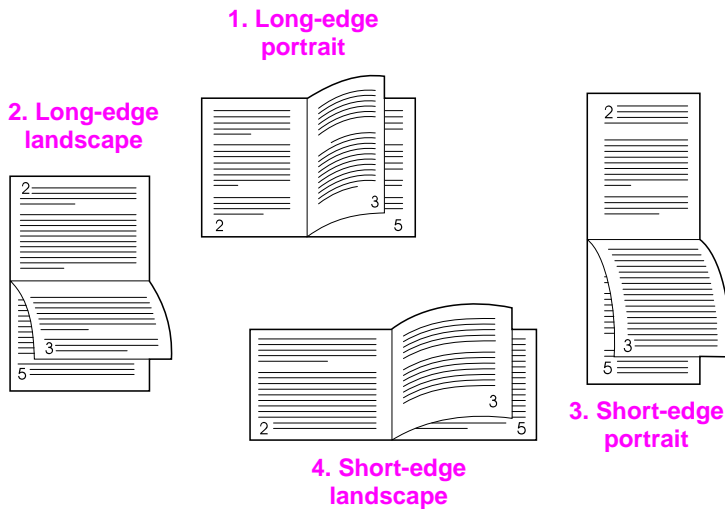 1. Long-edge
portrait
2
3
5
2. Long-edge
landscape
2
3
5
3. Short-edge
portrait
2
3
5
4. Short-edge
landscape
2
3
5